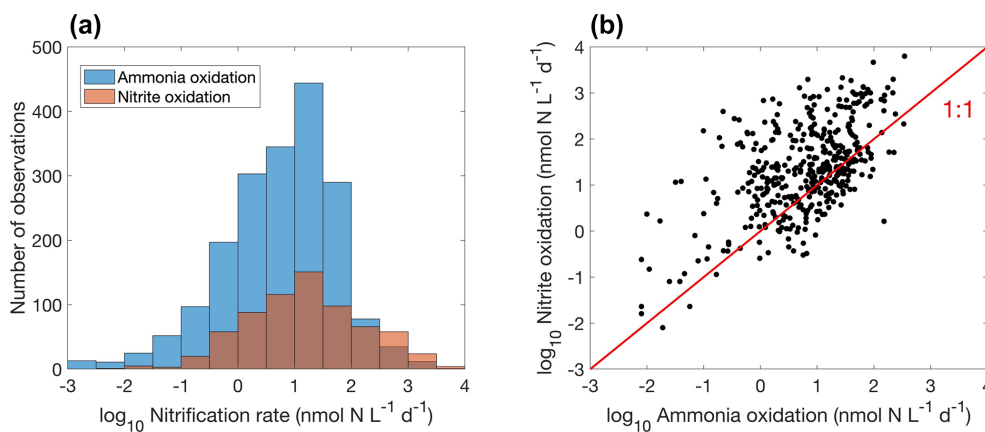 (a)
500
400
300
200
100
0
Number of observations
Ammonia oxidation
Nitrite oxidation
-3 -2 -1 0 1 2 3 4
log₁₀ Nitrification rate (nmol N L⁻¹ d⁻¹)
(b)
4
3
2
1
0
-1
-2
-3
log₁₀ Nitrite oxidation (nmol N L⁻¹ d⁻¹)
1:1
-3 -2 -1 0 1 2 3 4
log₁₀ Ammonia oxidation (nmol N L⁻¹ d⁻¹)